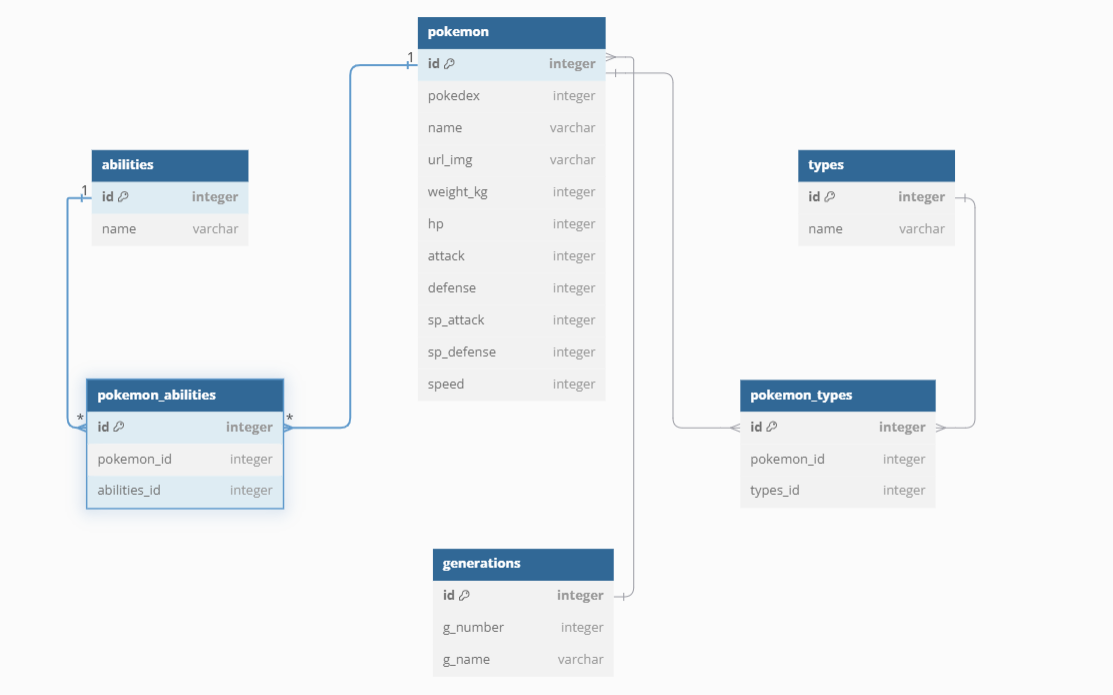 pokemon
id integer
pokedex integer
name varchar
url_img varchar
weight_kg integer
hp integer
attack integer
defense integer
sp_attack integer
sp_defense integer
speed integer
1
abilities
id integer
name varchar
1
types
id integer
name varchar
pokemon_abilities
id integer
pokemon_id integer
abilities_id integer
*
*
pokemon_types
id integer
pokemon_id integer
types_id integer
generations
id integer
g_number integer
g_name varchar